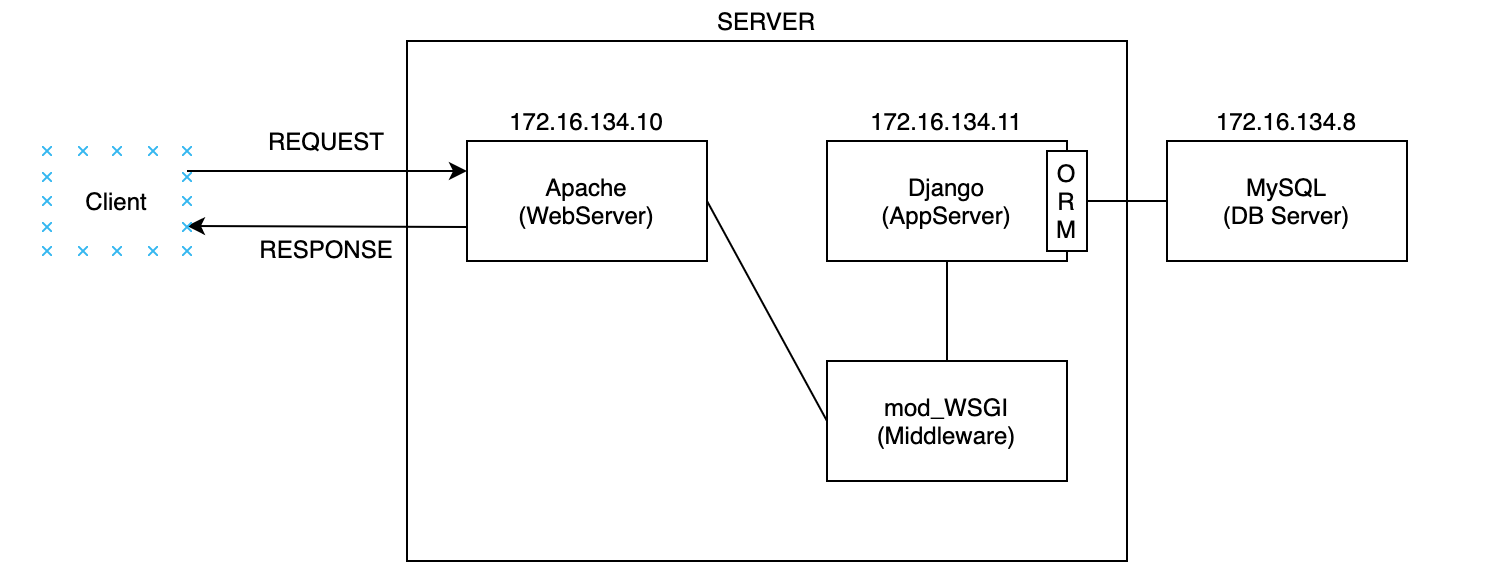 SERVER
172.16.134.10
172.16.134.11
172.16.134.8
REQUEST
Client
RESPONSE
Apache
(WebServer)
Django
(AppServer)
O
R
M
MySQL
(DB Server)
mod_WSGI
(Middleware)